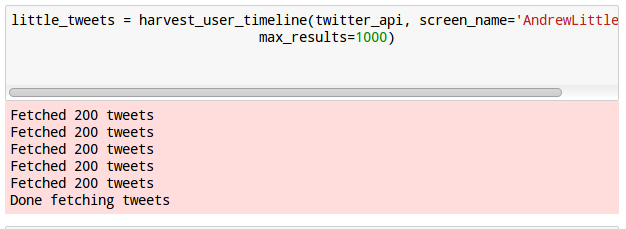 little_tweets = harvest_user_timeline(twitter_api, screen_name='AndrewLittle
max_results=1000)
Fetched 200 tweets
Fetched 200 tweets
Fetched 200 tweets
Fetched 200 tweets
Fetched 200 tweets
Done fetching tweets